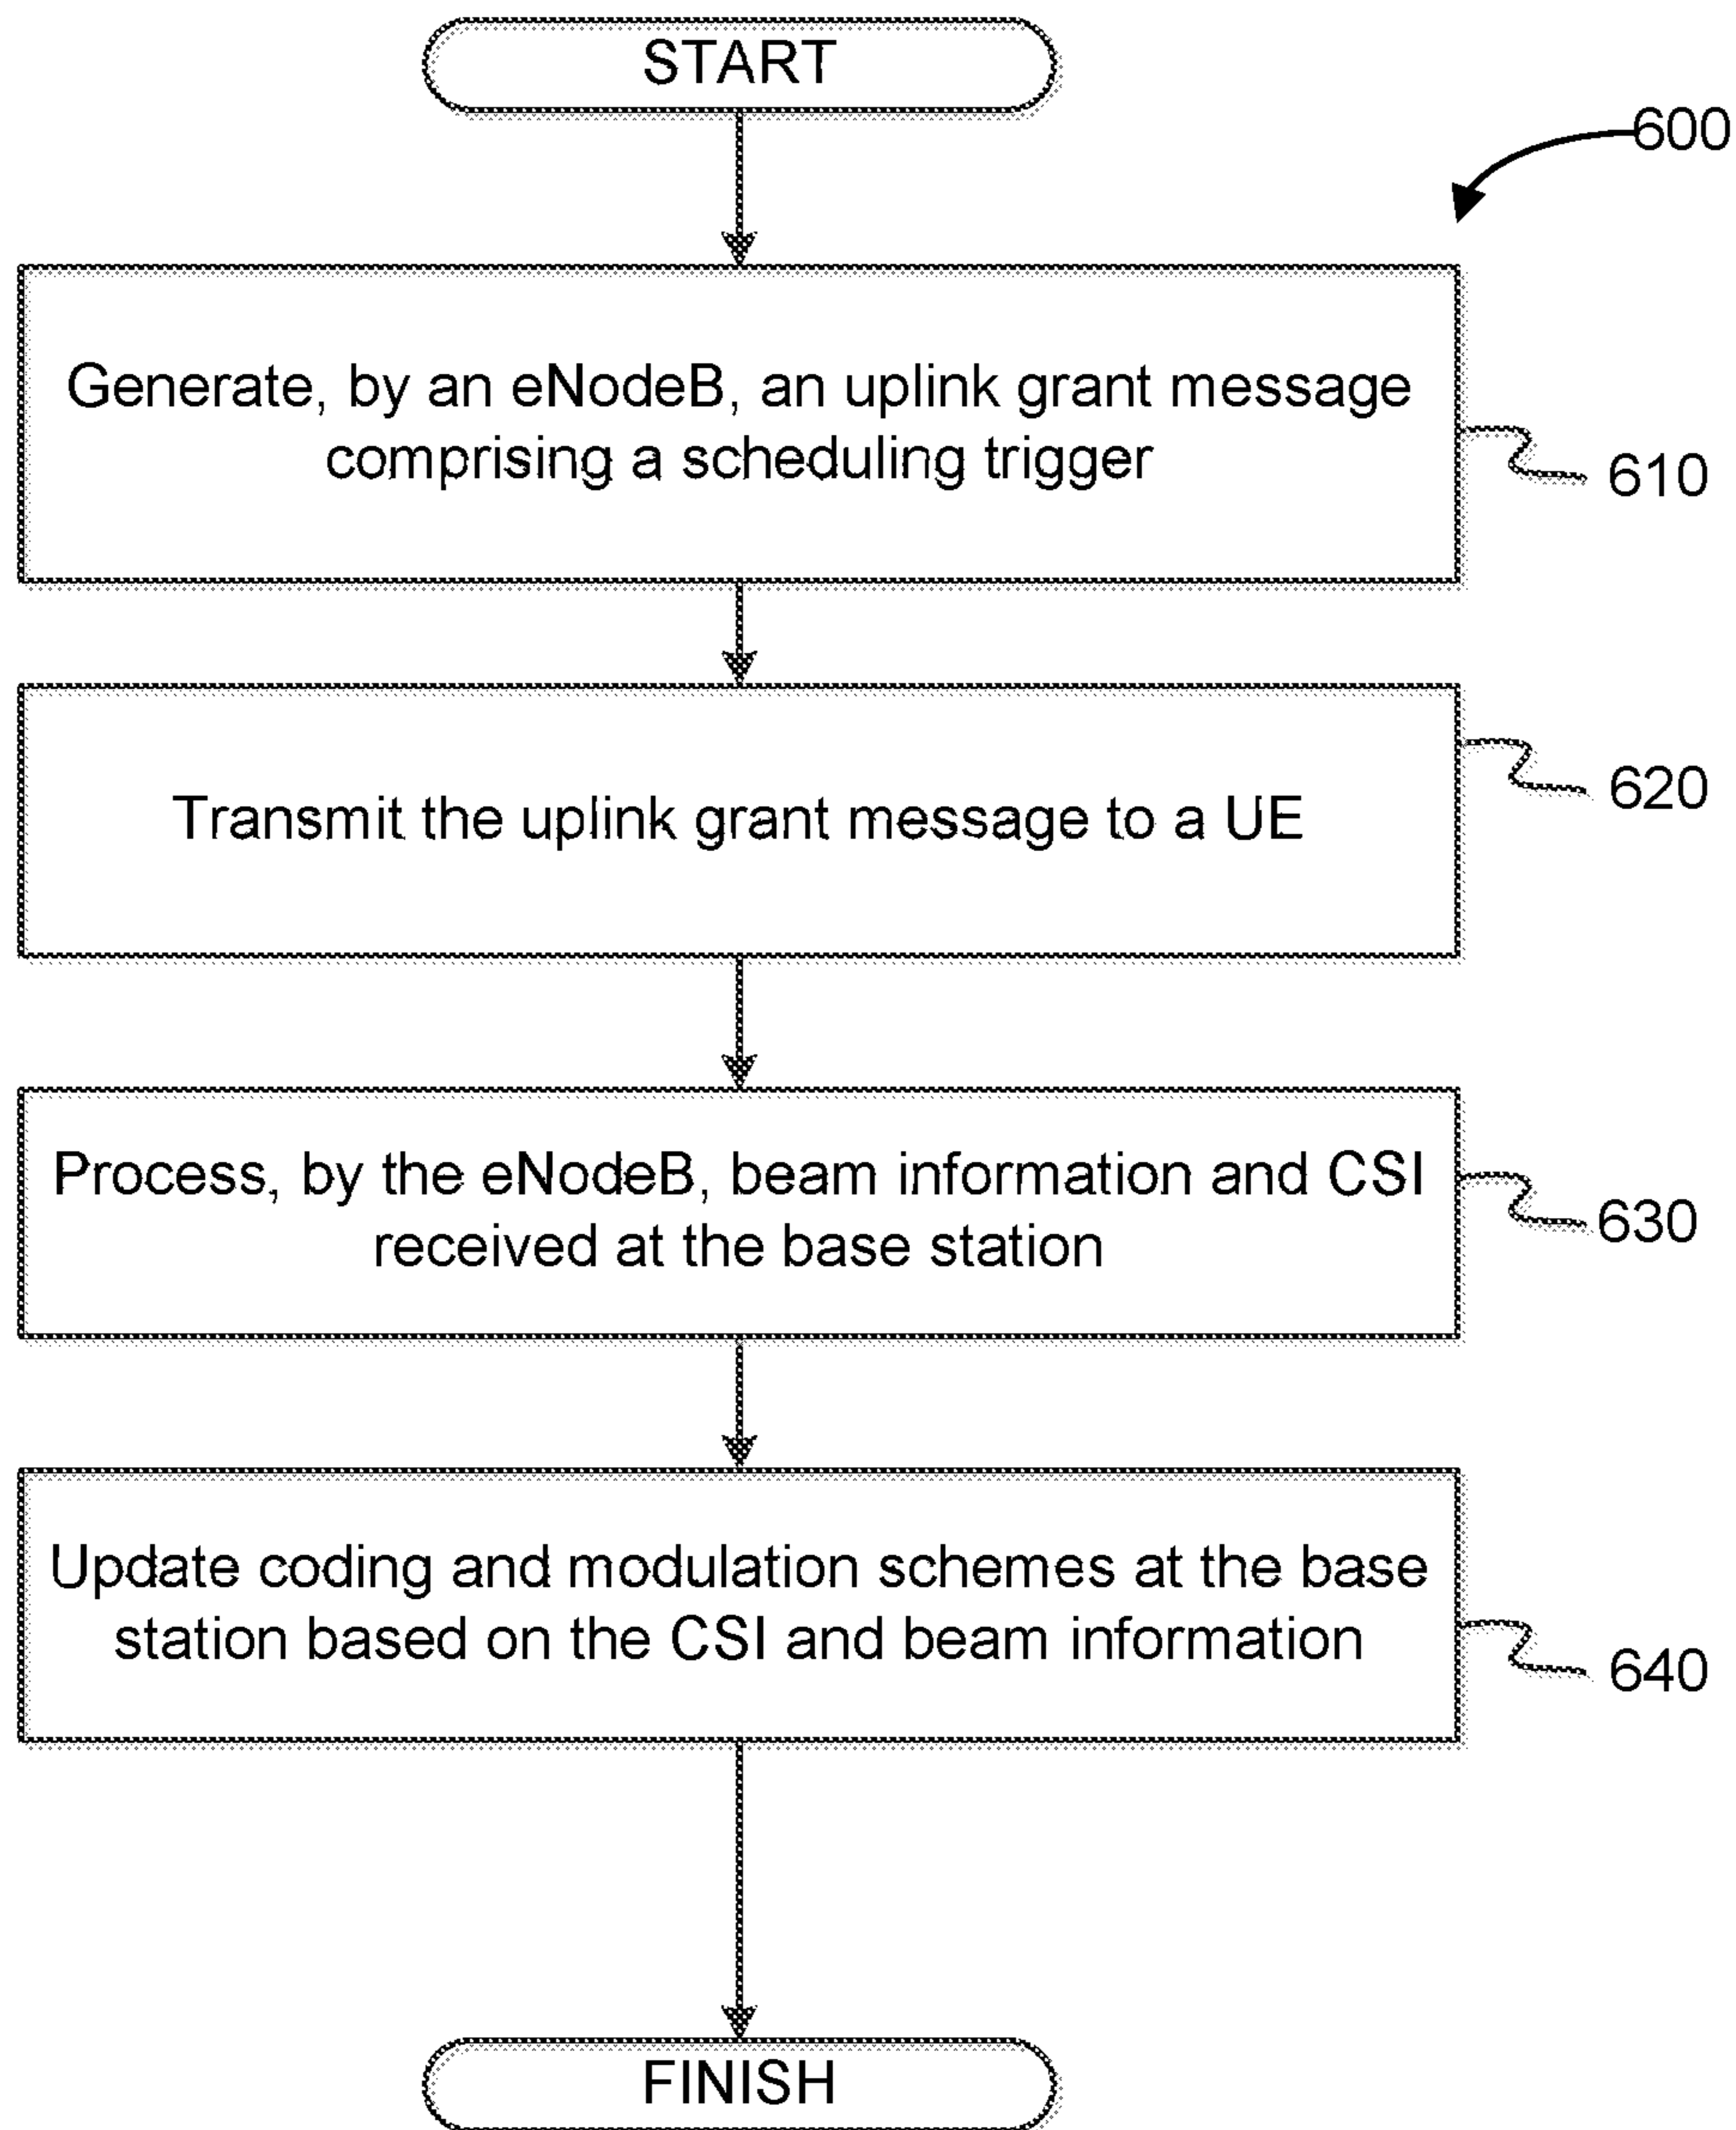 START
600
Generate, by an eNodeB, an uplink grant message
comprising a scheduling trigger
610
620
Transmit the uplink grant message to a UE
Process, by the eNodeB, beam information and CSI
received at the base station
630
Update coding and modulation schemes at the base
station based on the CSI and beam information
640
FINISH